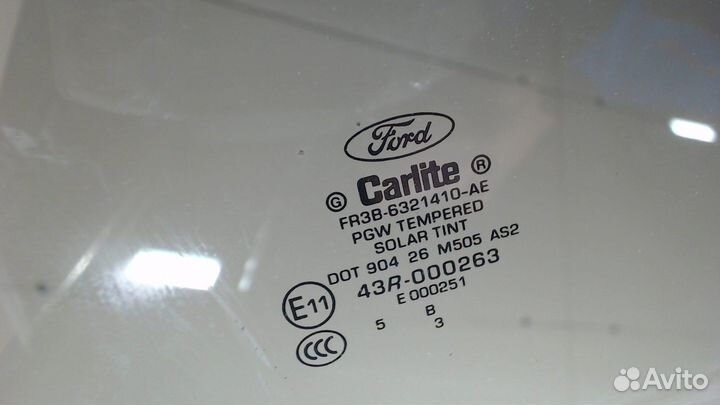 Ford
G Carlite R
FR3B-6321410-AE
PGW TEMPERED
SOLAR TINT
DOT 904 26 M505 AS2
43R-000263
E 000251
E11
5 B
3
CCC
Avito